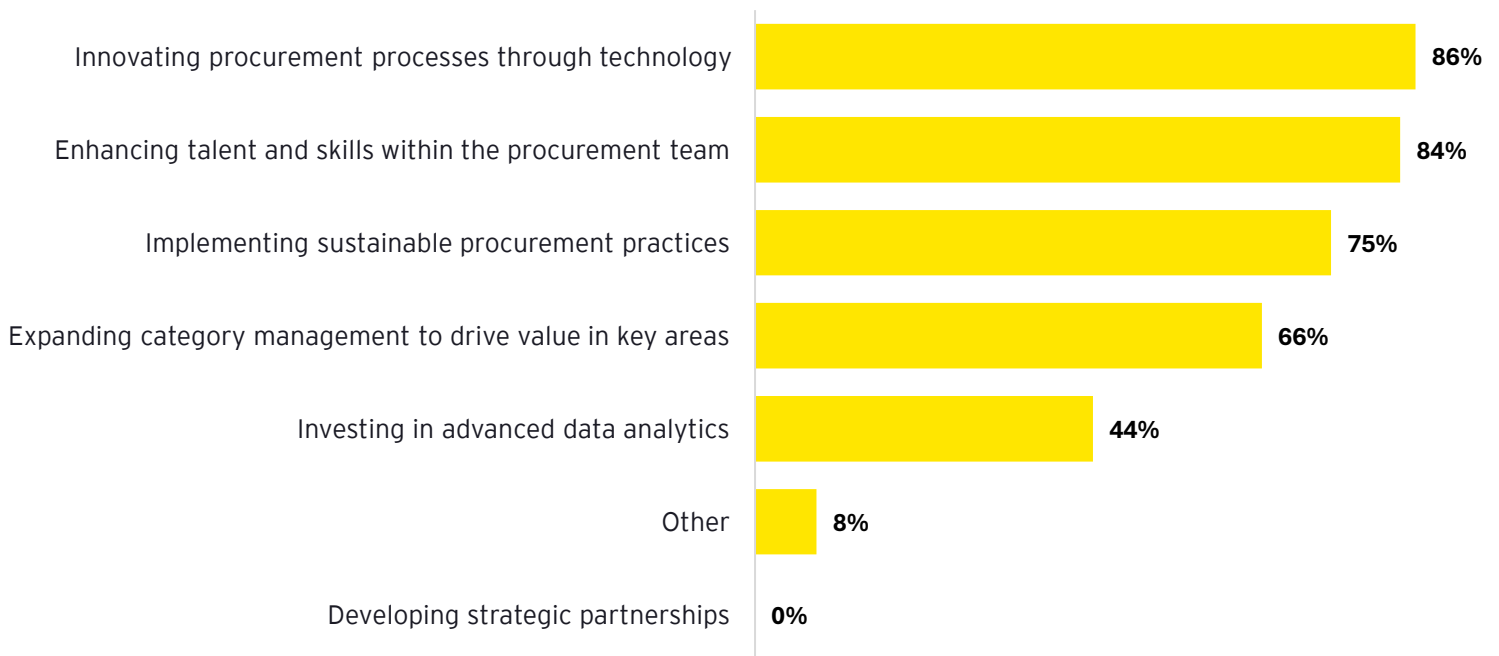 Innovating procurement processes through technology 86%
Enhancing talent and skills within the procurement team 84%
Implementing sustainable procurement practices 75%
Expanding category management to drive value in key areas 66%
Investing in advanced data analytics 44%
Other 8%
Developing strategic partnerships 0%